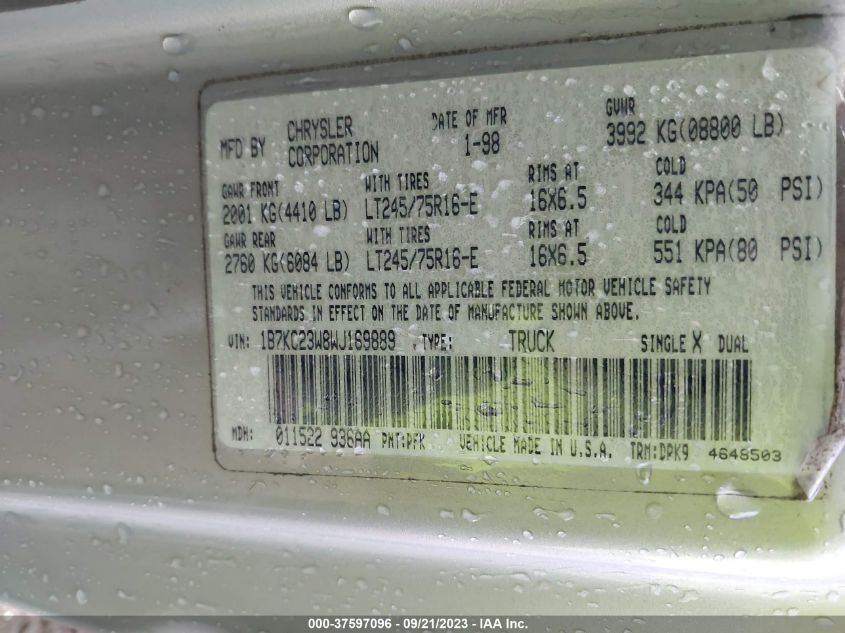 MFD BY CHRYSLER CORPORATION DATE OF MFR 1-98 GVWR 3992 KG(08800 LB)
GAWR FRONT WITH TIRES RIMS AT COLD
2001 KG(4410 LB) LT245/75R16-E 16X6.5 344 KPA(50 PSI)
GAWR REAR WITH TIRES RIMS AT COLD
2760 KG(6084 LB) LT245/75R16-E 16X6.5 551 KPA(80 PSI)
THIS VEHICLE CONFORMS TO ALL APPLICABLE FEDERAL MOTOR VEHICLE SAFETY
STANDARDS IN EFFECT ON THE DATE OF MANUFACTURE SHOWN ABOVE.
VIN: 1B7KC23W8WJ169889 TYPE: TRUCK SINGLE X DUAL
MDH: 011522 936AA PNT:PFK VEHICLE MADE IN U.S.A. TRM:DPK9 4648503
000-37597096 - 09/21/2023 - IAA Inc.